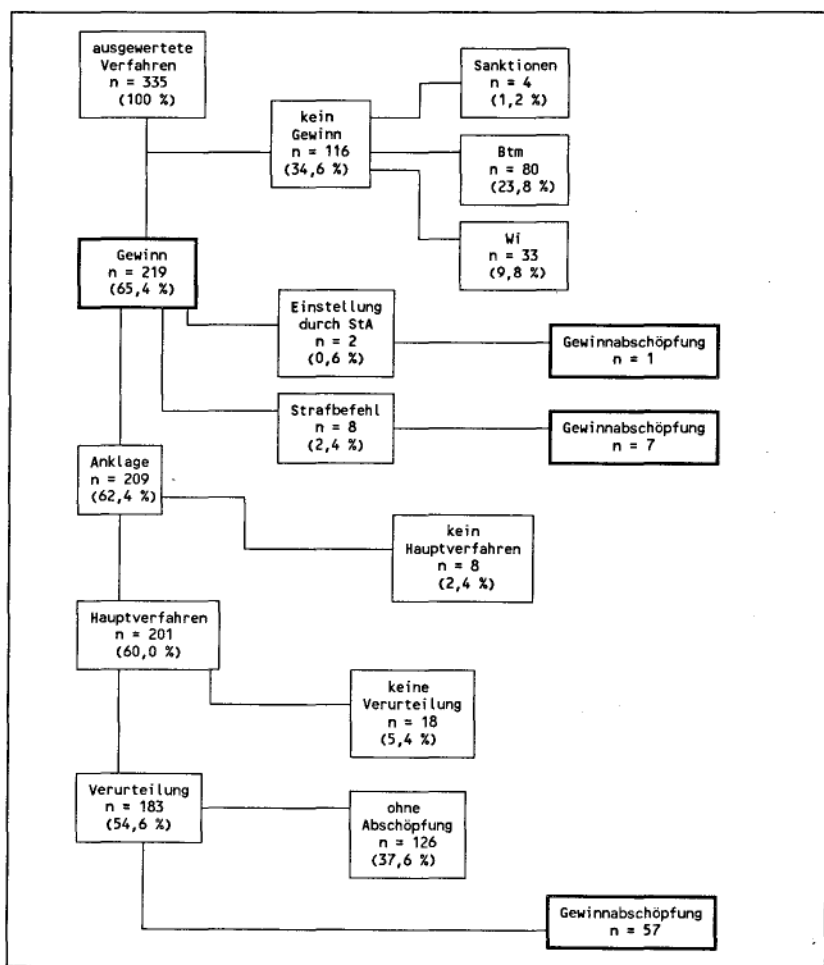 ausgewertete
Verfahren
n = 335
(100 %)
Sanktionen
n = 4
(1,2 %)
kein
Gewinn
n = 116
(34,6 %)
Btm
n = 80
(23,8 %)
Wi
n = 33
(9,8 %)
Gewinn
n = 219
(65,4 %)
Einstellung
durch StA
n = 2
(0,6 %)
Gewinnabschöpfung
n = 1
Strafbefehl
n = 8
(2,4 %)
Gewinnabschöpfung
n = 7
Anklage
n = 209
(62,4 %)
kein
Hauptverfahren
n = 8
(2,4 %)
Hauptverfahren
n = 201
(60,0 %)
keine
Verurteilung
n = 18
(5,4 %)
Verurteilung
n = 183
(54,6 %)
ohne
Abschöpfung
n = 126
(37,6 %)
Gewinnabschöpfung
n = 57